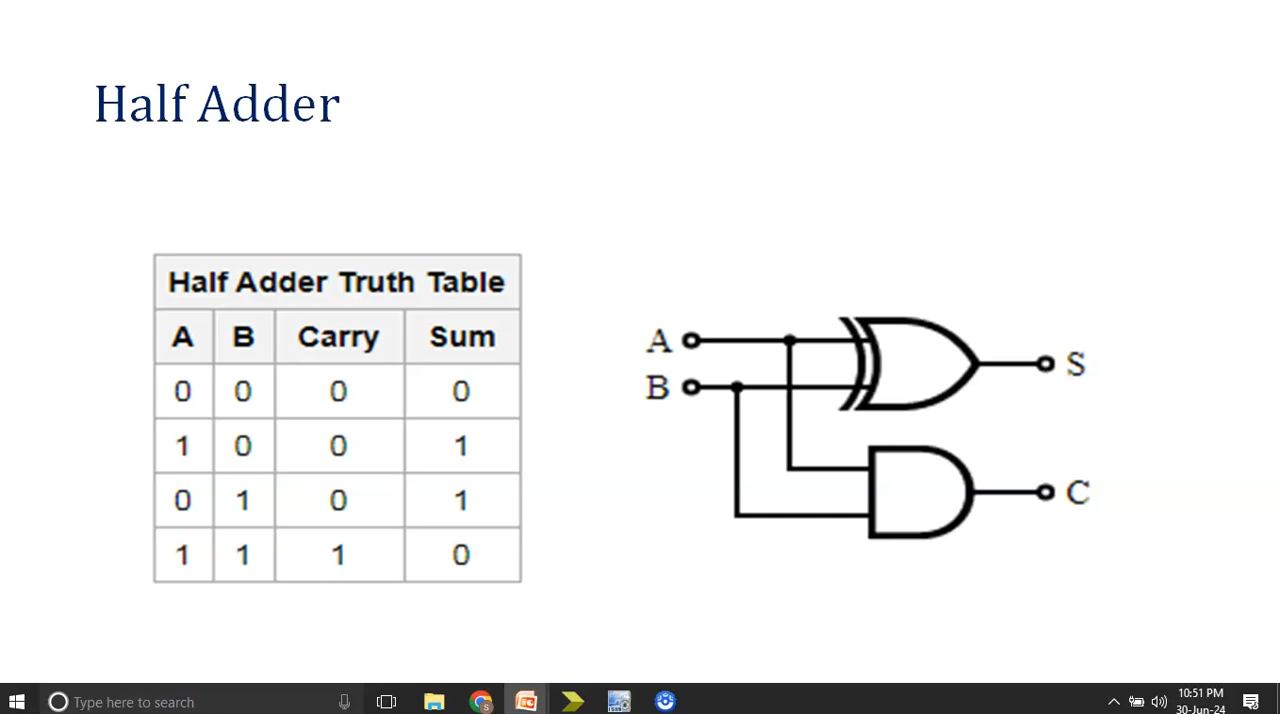 Half Adder
Half Adder Truth Table
A B Carry Sum
0 0 0 0
1 0 0 1
0 1 0 1
1 1 1 0
A
B
S
C
Type here to search
10:51 PM
30-Jun-24